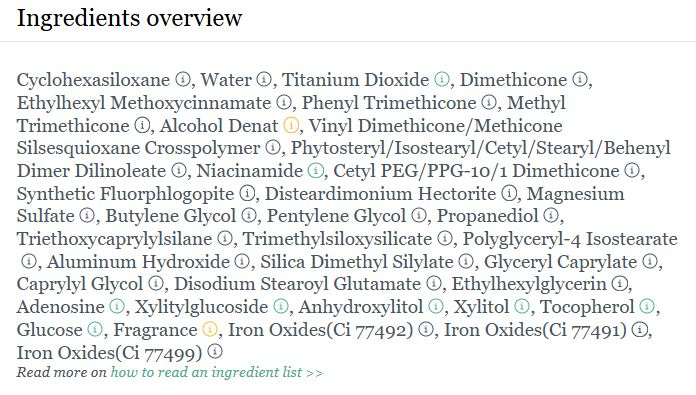 Ingredients overview
Cyclohexasiloxane ⓘ, Water ⓘ, Titanium Dioxide ⓘ, Dimethicone ⓘ,
Ethylhexyl Methoxycinnamate ⓘ, Phenyl Trimethicone ⓘ, Methyl
Trimethicone ⓘ, Alcohol Denat ⓘ, Vinyl Dimethicone/Methicone
Silsesquioxane Crosspolymer ⓘ, Phytosteryl/Isostearyl/Cetyl/Stearyl/Behenyl
Dimer Dilinoleate ⓘ, Niacinamide ⓘ, Cetyl PEG/PPG-10/1 Dimethicone ⓘ,
Synthetic Fluorphlogopite ⓘ, Disteardimonium Hectorite ⓘ, Magnesium
Sulfate ⓘ, Butylene Glycol ⓘ, Pentylene Glycol ⓘ, Propanediol ⓘ,
Triethoxycaprylylsilane ⓘ, Trimethylsiloxysilicate ⓘ, Polyglyceryl-4 Isostearate
ⓘ, Aluminum Hydroxide ⓘ, Silica Dimethyl Silylate ⓘ, Glyceryl Caprylate ⓘ,
Caprylyl Glycol ⓘ, Disodium Stearoyl Glutamate ⓘ, Ethylhexylglycerin ⓘ,
Adenosine ⓘ, Xylitylglucoside ⓘ, Anhydroxylitol ⓘ, Xylitol ⓘ, Tocopherol ⓘ,
Glucose ⓘ, Fragrance ⓘ, Iron Oxides(Ci 77492) ⓘ, Iron Oxides(Ci 77491) ⓘ,
Iron Oxides(Ci 77499) ⓘ
Read more on how to read an ingredient list >>